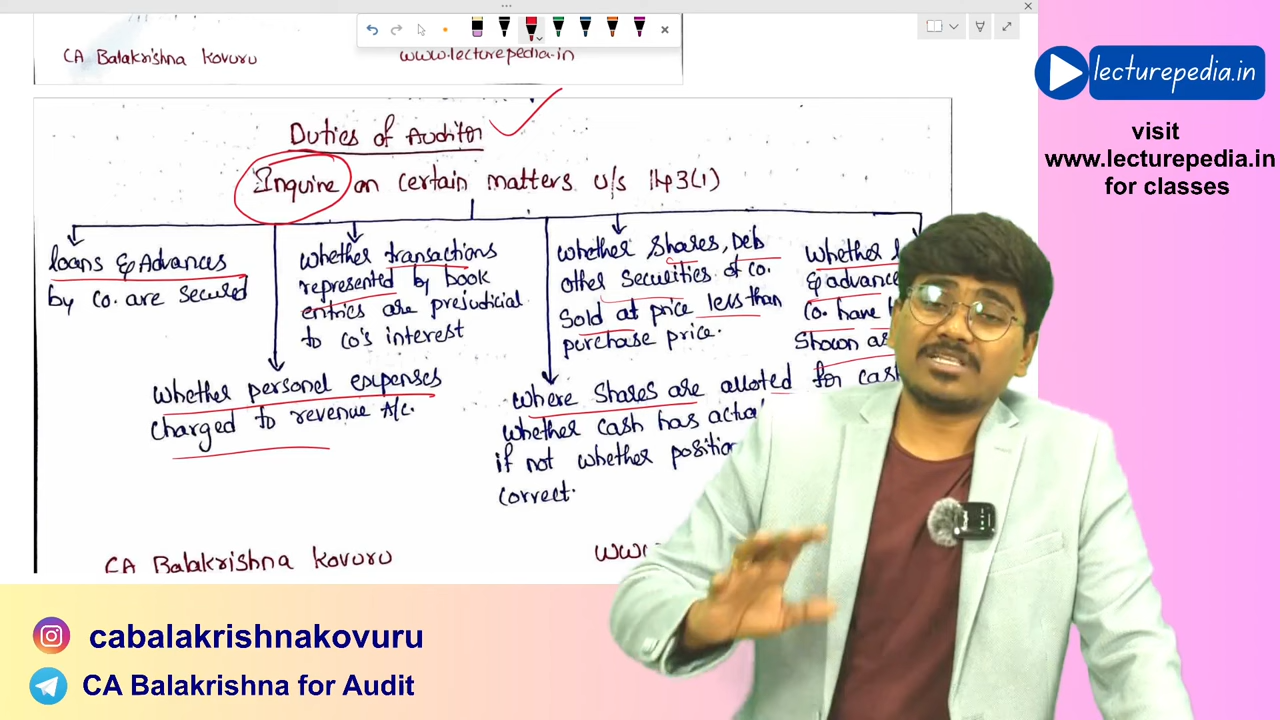 CA Balakrishna Kovuru
www.lecturepedia.in
lecturepedia.in
visit
www.lecturepedia.in
for classes
Duties of Auditor
Inquire on certain matters u/s 143(1)
loans & Advances
by Co. are secured
whether transactions
represented by book
entries are prejudicial
to Co's interest
whether Shares, Deb
other Securities of Co.
Sold at price less than
purchase price.
Whether
& advance
Co. have
Shown as
Whether personal expenses
charged to revenue A/c.
Where Shares are alloted for cash
whether cash has
if not whether
correct.
CA Balakrishna Kovuru
cabalakrishnakovuru
CA Balakrishna for Audit